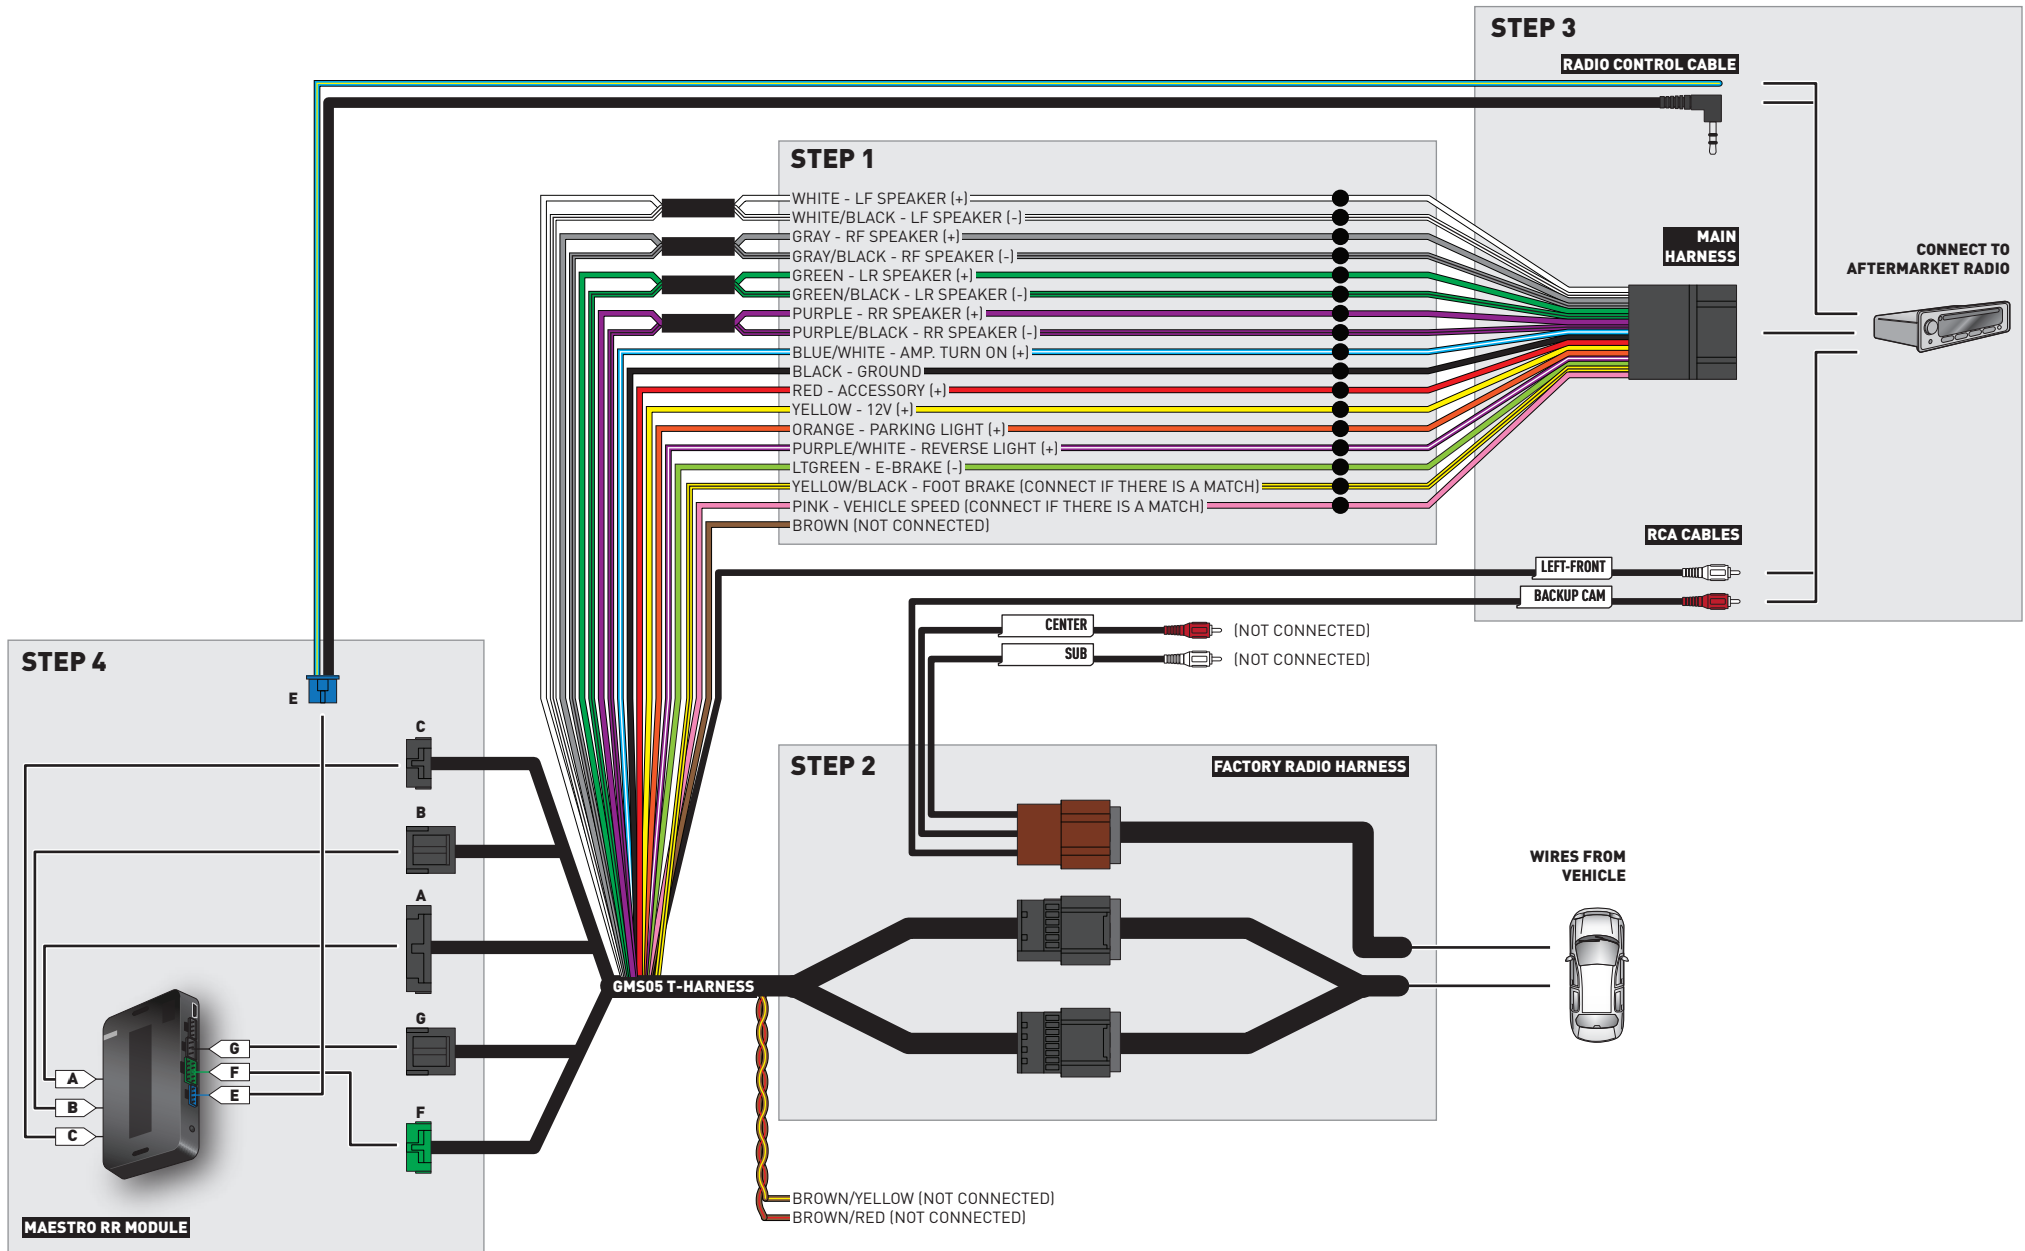 STEP 3
RADIO CONTROL CABLE
STEP 1
WHITE - LF SPEAKER (+)
WHITE/BLACK - LF SPEAKER (-)
GRAY - RF SPEAKER (+)
GRAY/BLACK - RF SPEAKER (-)
GREEN - LR SPEAKER (+)
GREEN/BLACK - LR SPEAKER (-)
PURPLE - RR SPEAKER (+)
PURPLE/BLACK - RR SPEAKER (-)
BLUE/WHITE - AMP. TURN ON (+)
BLACK - GROUND
RED - ACCESSORY (+)
YELLOW - 12V (+)
ORANGE - PARKING LIGHT (+)
PURPLE/WHITE - REVERSE LIGHT (+)
LTGREEN - E-BRAKE (-)
YELLOW/BLACK - FOOT BRAKE (CONNECT IF THERE IS A MATCH)
PINK - VEHICLE SPEED (CONNECT IF THERE IS A MATCH)
BROWN (NOT CONNECTED)
MAIN
HARNESS
CONNECT TO
AFTERMARKET RADIO
RCA CABLES
LEFT-FRONT
BACKUP CAM
CENTER
(NOT CONNECTED)
SUB
(NOT CONNECTED)
STEP 4
E
C
B
A
G
F
G
F
E
A
B
C
MAESTRO RR MODULE
GMS05 T-HARNESS
STEP 2
FACTORY RADIO HARNESS
WIRES FROM
VEHICLE
BROWN/YELLOW (NOT CONNECTED)
BROWN/RED (NOT CONNECTED)